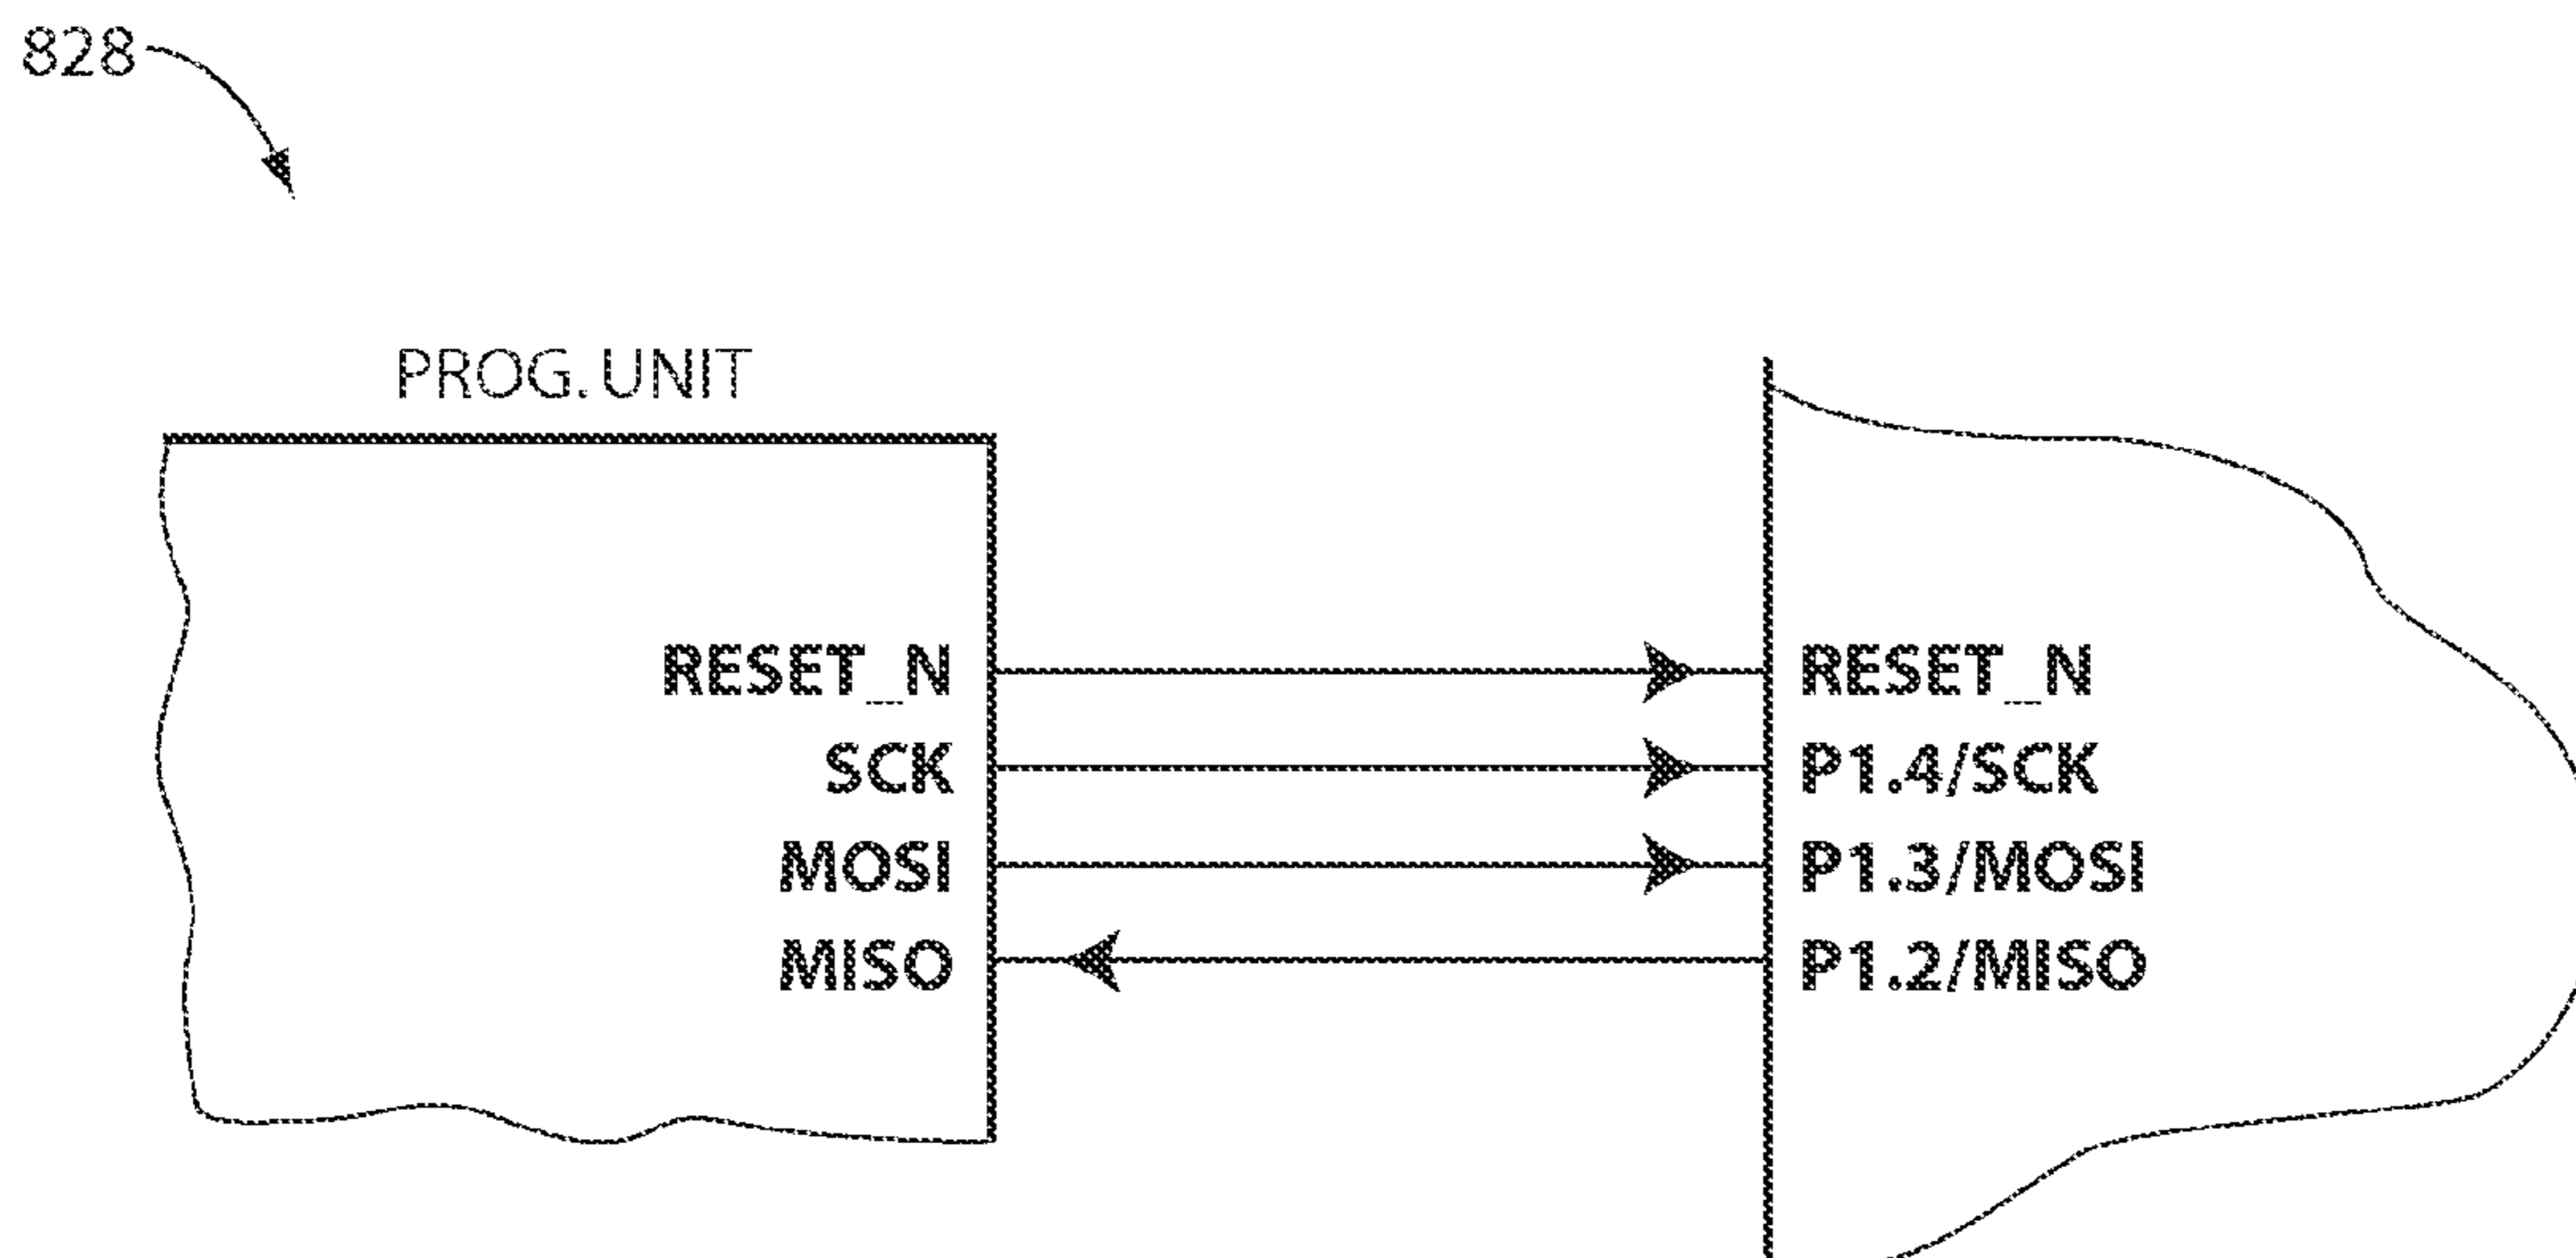 828
PROG. UNIT
RESET_N
SCK
MOSI
MISO
RESET_N
P1.4/SCK
P1.3/MOSI
P1.2/MISO